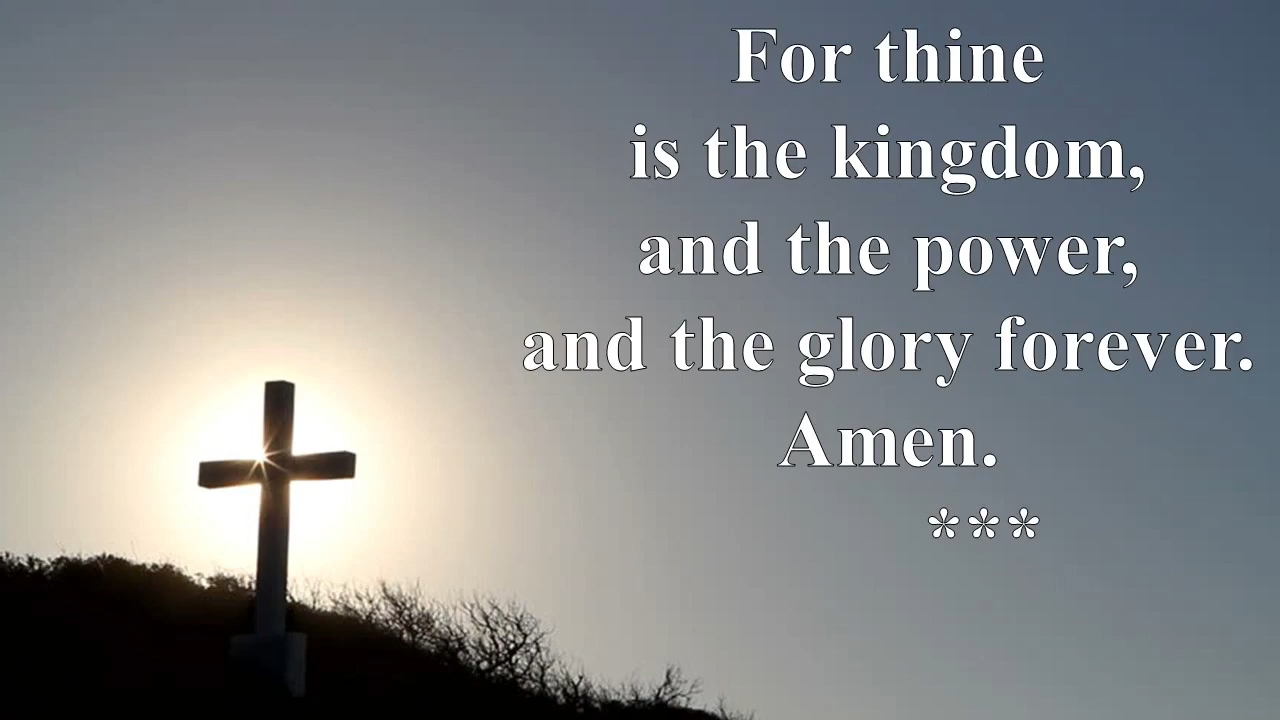 For thine
is the kingdom,
and the power,
and the glory forever.
Amen.
***